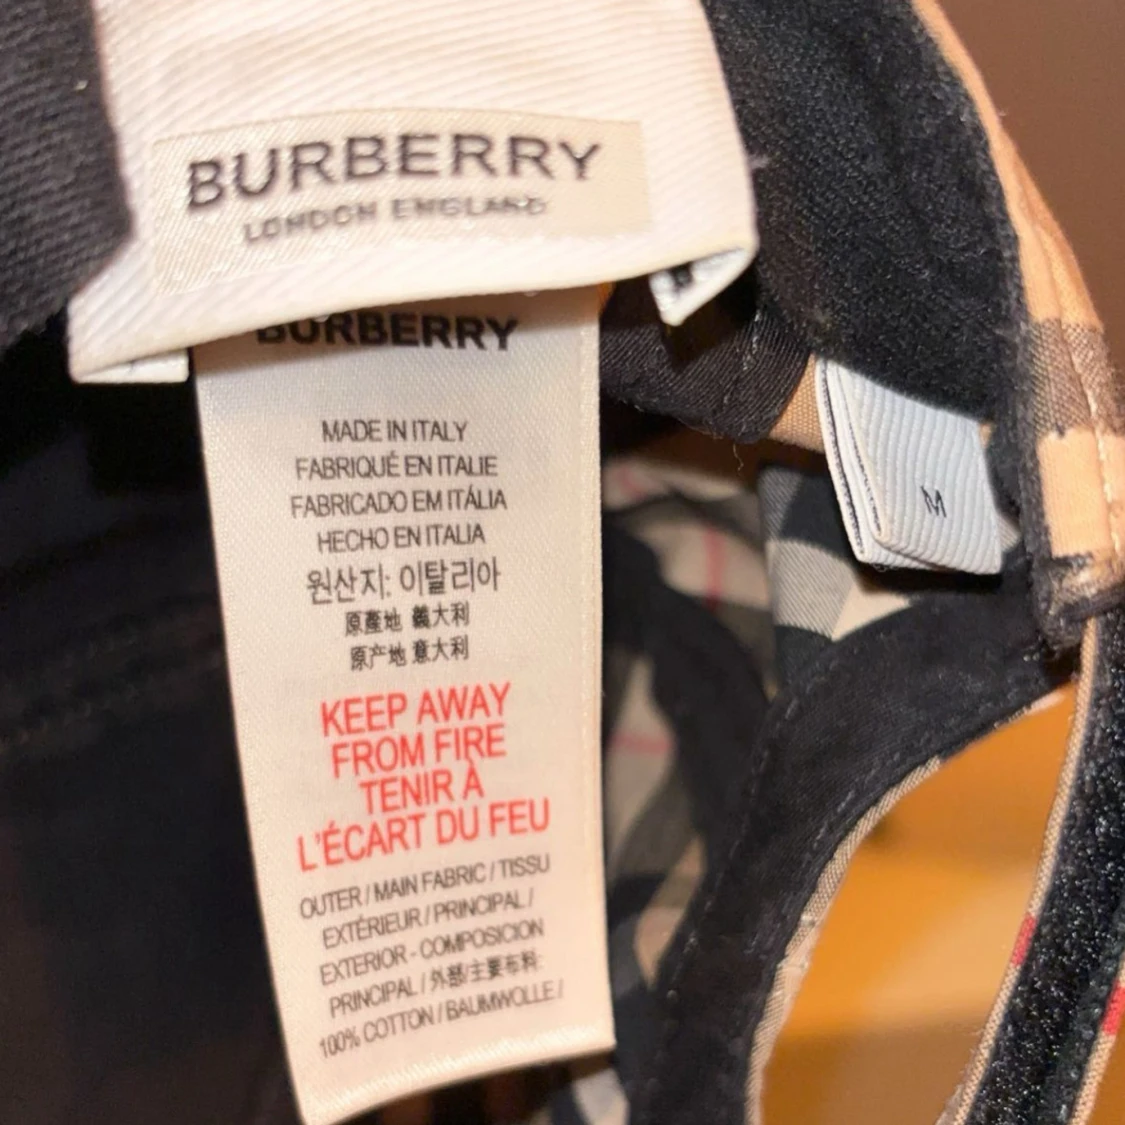 BURBERRY
LONDON ENGLAND
BURBERRY
MADE IN ITALY
FABRIQUÉ EN ITALIE
FABRICADO EM ITÁLIA
HECHO EN ITALIA
원산지: 이탈리아
原產地 義大利
原产地 意大利
KEEP AWAY
FROM FIRE
TENIR À
L'ÉCART DU FEU
OUTER / MAIN FABRIC / TISSU
EXTÉRIEUR / PRINCIPAL /
EXTERIOR - COMPOSICION
PRINCIPAL / 外部/主要布料:
100% COTTON / BAUMWOLLE /
M